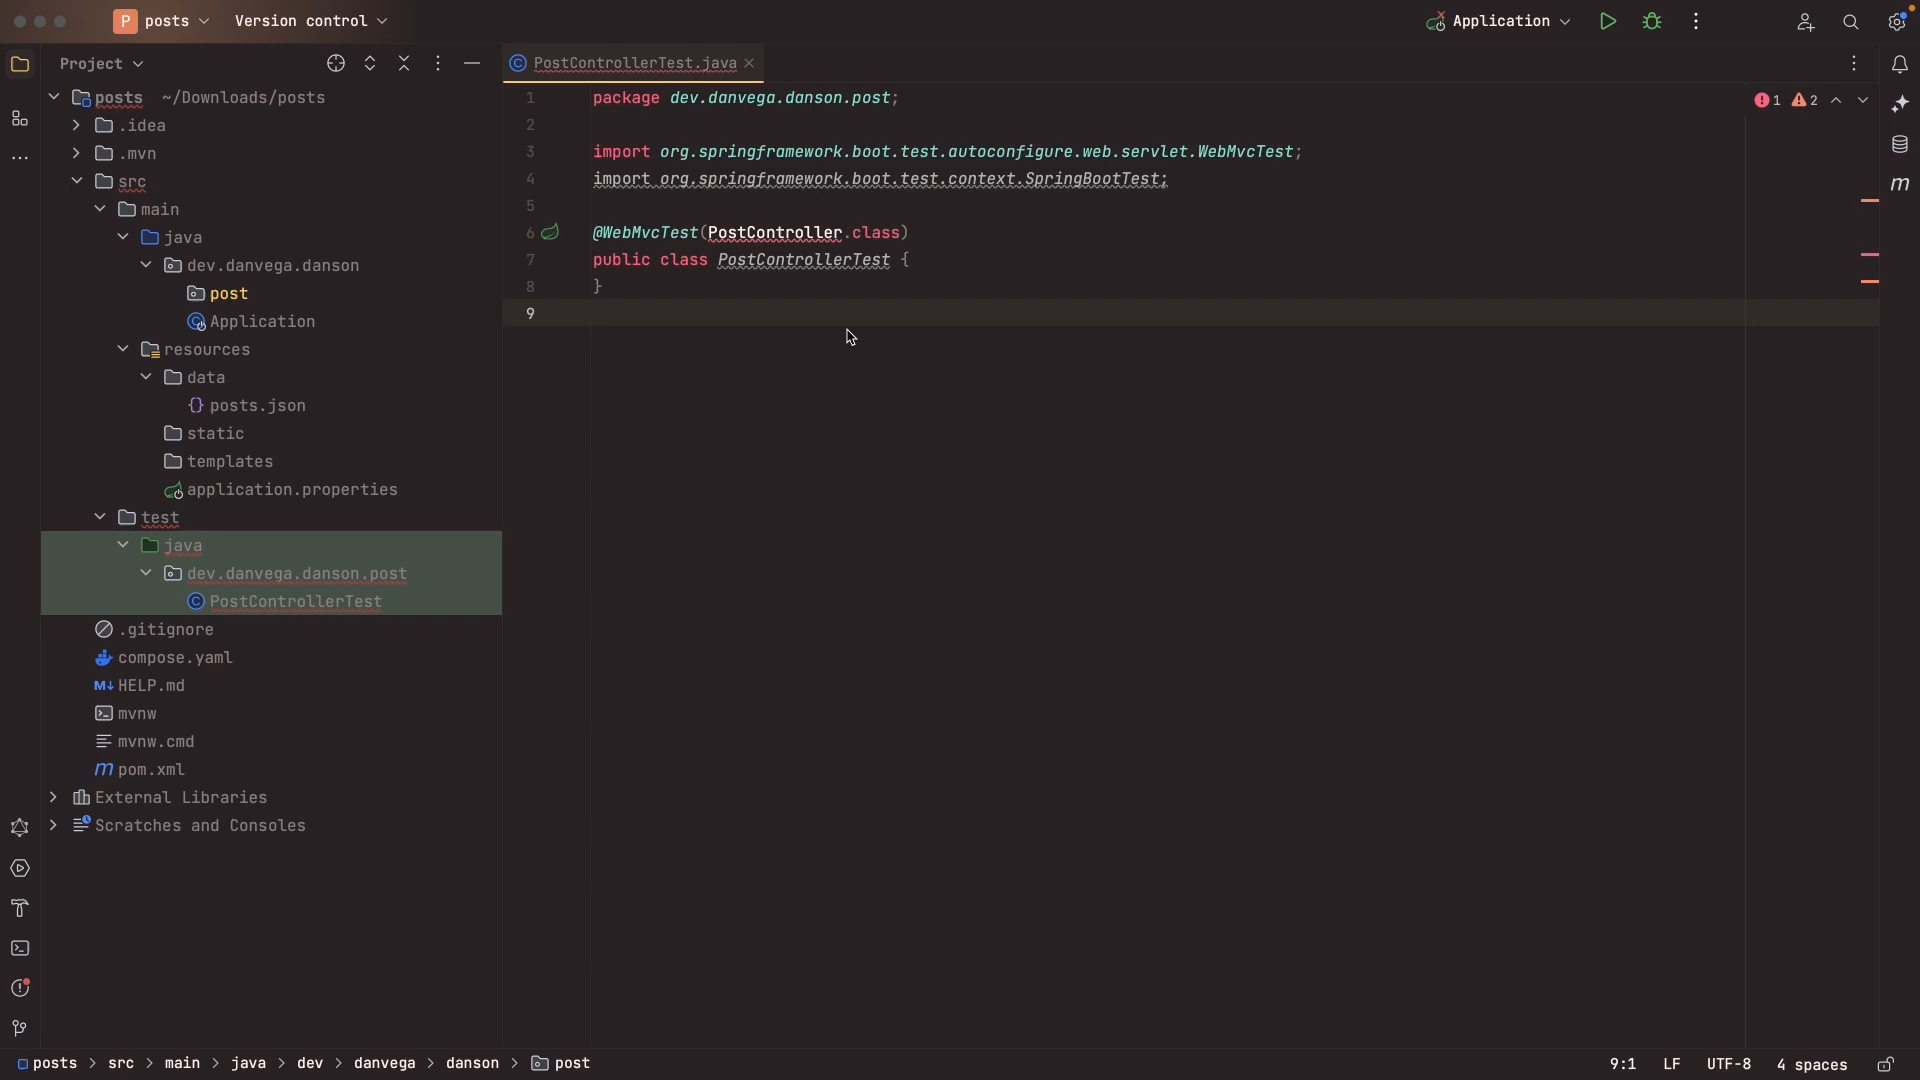 P posts Version control Application
Project
posts ~/Downloads/posts
.idea
.mvn
src
main
java
dev.danvega.danson
post
Application
resources
data
posts.json
static
templates
application.properties
test
java
dev.danvega.danson.post
PostControllerTest
.gitignore
compose.yaml
M↓ HELP.md
mvnw
mvnw.cmd
m pom.xml
External Libraries
Scratches and Consoles
PostControllerTest.java
1 package dev.danvega.danson.post;
2
3 import org.springframework.boot.test.autoconfigure.web.servlet.WebMvcTest;
4 import org.springframework.boot.test.context.SpringBootTest;
5
6 @WebMvcTest(PostController.class)
7 public class PostControllerTest {
8 }
9
1 2
m
posts > src > main > java > dev > danvega > danson > post
9:1 LF UTF-8 4 spaces